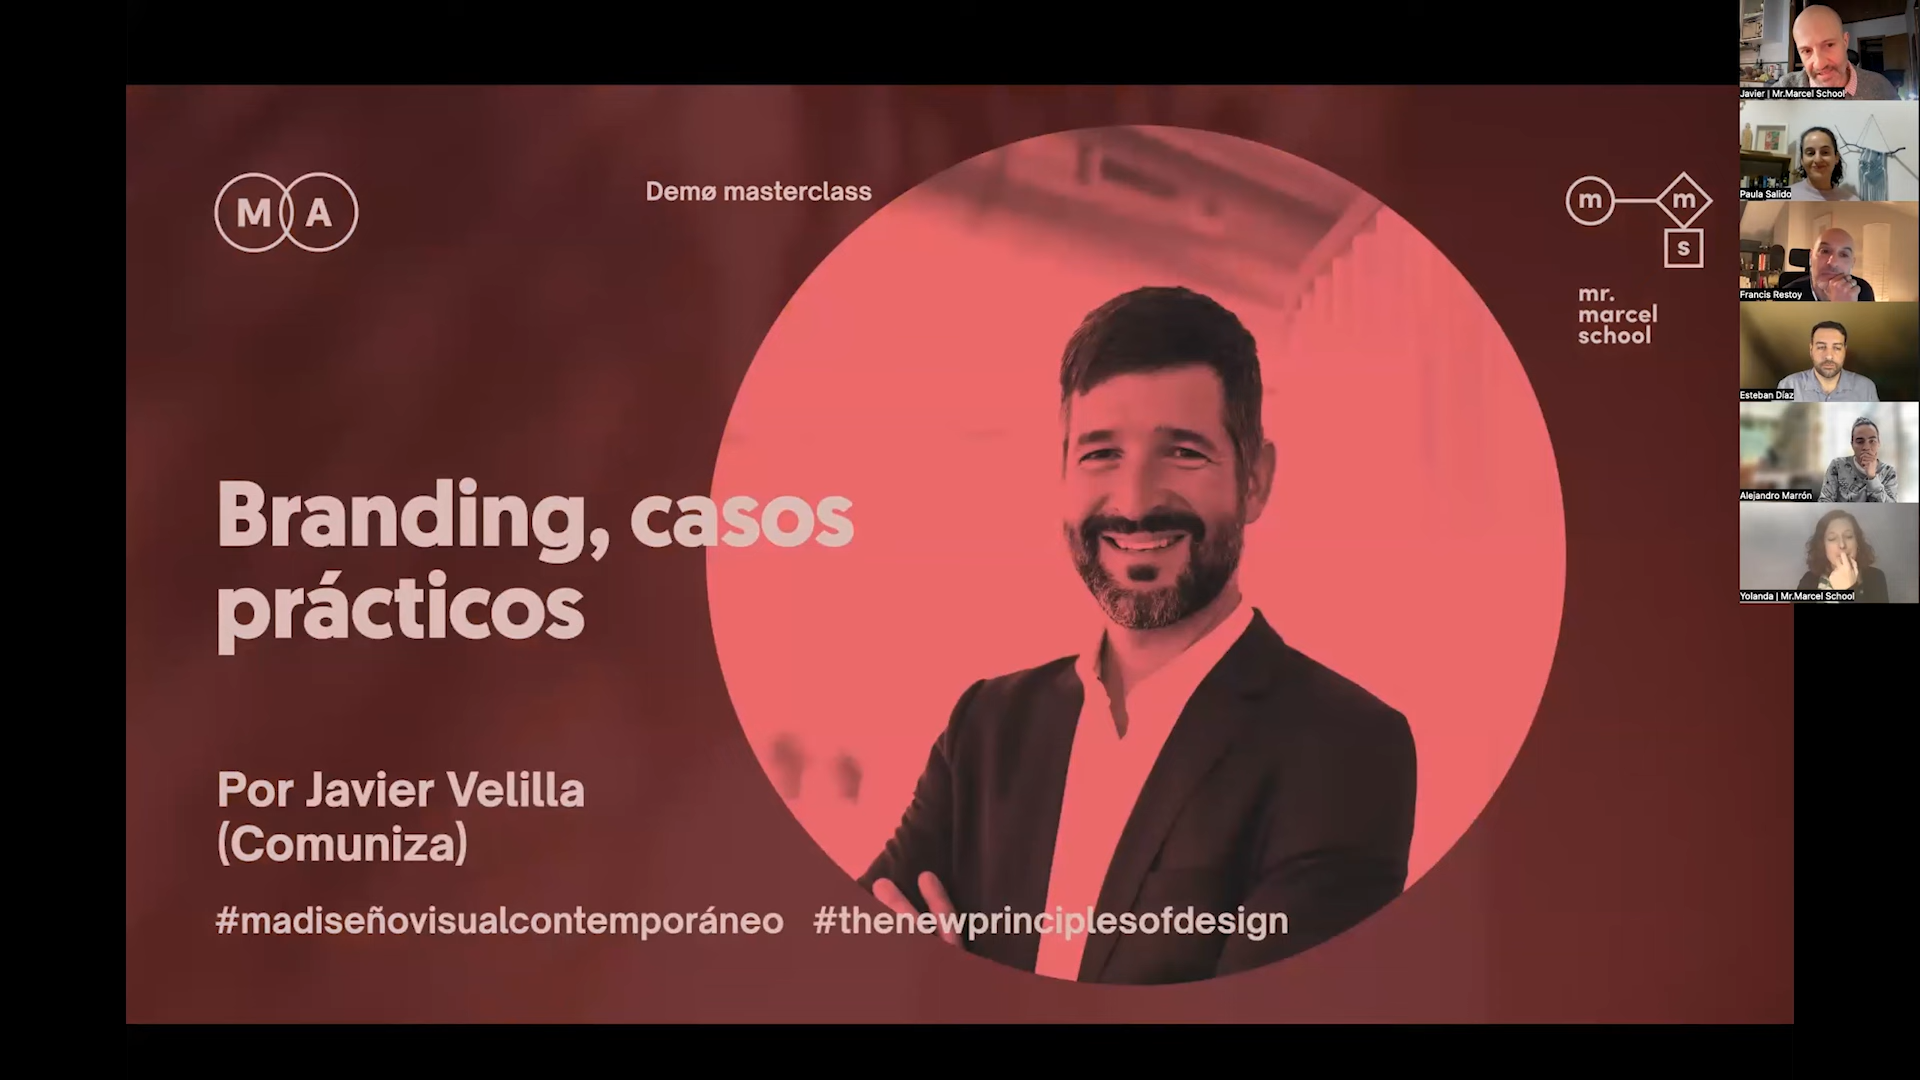 M A
Demø masterclass
m m
s
mr.
marcel
school
Branding, casos
prácticos
Por Javier Velilla
(Comuniza)
#madiseñovisualcontemporáneo #thenewprinciplesofdesign
Javier | Mr.Marcel School
Paula Salido
Francis Restoy
Esteban Díaz
Alejandro Marrón
Yolanda | Mr.Marcel School